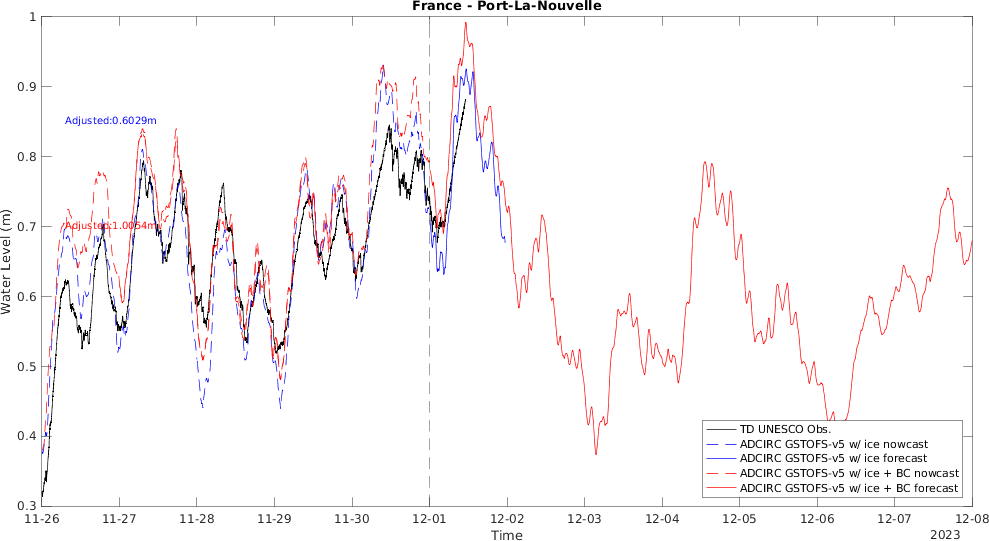 France - Port-La-Nouvelle
Water Level (m)
1
0.9
0.8
0.7
0.6
0.5
0.4
0.3
Adjusted:0.6029m
Adjusted:1.0054m
TD UNESCO Obs.
ADCIRC GSTOFS-v5 w/ ice nowcast
ADCIRC GSTOFS-v5 w/ ice forecast
ADCIRC GSTOFS-v5 w/ ice + BC nowcast
ADCIRC GSTOFS-v5 w/ ice + BC forecast
11-26 11-27 11-28 11-29 11-30 12-01 12-02 12-03 12-04 12-05 12-06 12-07 12-08
Time
2023